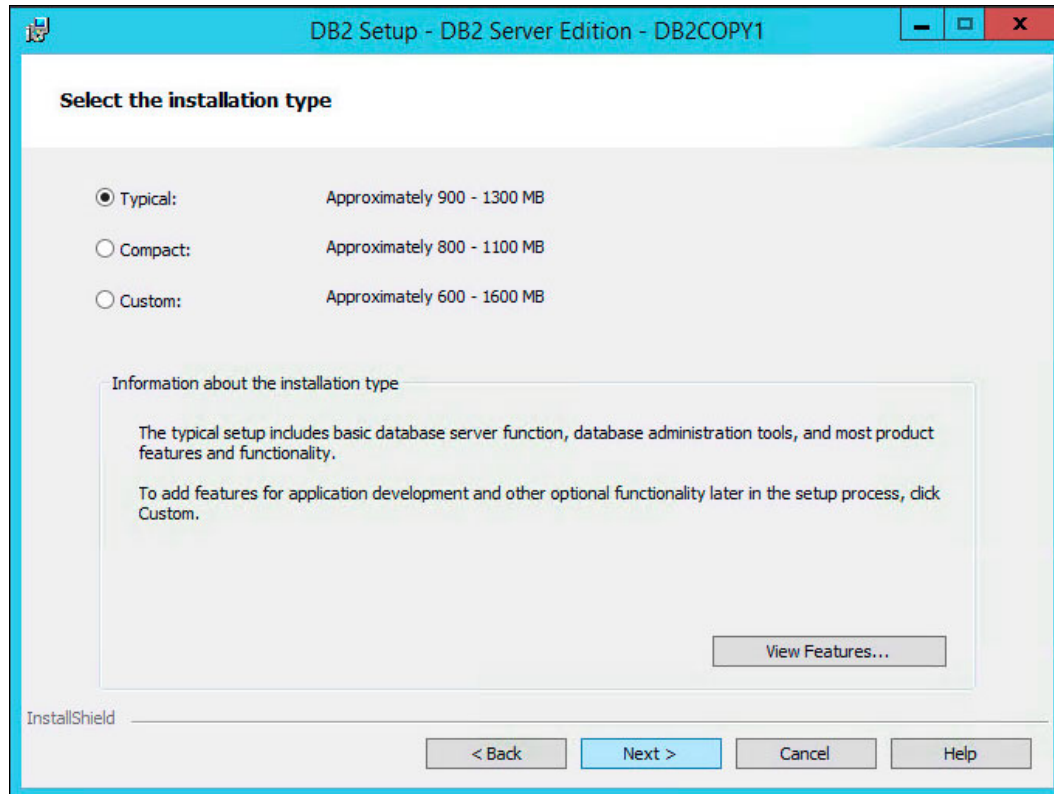 DB2 Setup - DB2 Server Edition - DB2COPY1
Select the installation type
Typical: Approximately 900 - 1300 MB
Compact: Approximately 800 - 1100 MB
Custom: Approximately 600 - 1600 MB
Information about the installation type
The typical setup includes basic database server function, database administration tools, and most product
features and functionality.
To add features for application development and other optional functionality later in the setup process, click
Custom.
View Features...
InstallShield
< Back Next > Cancel Help